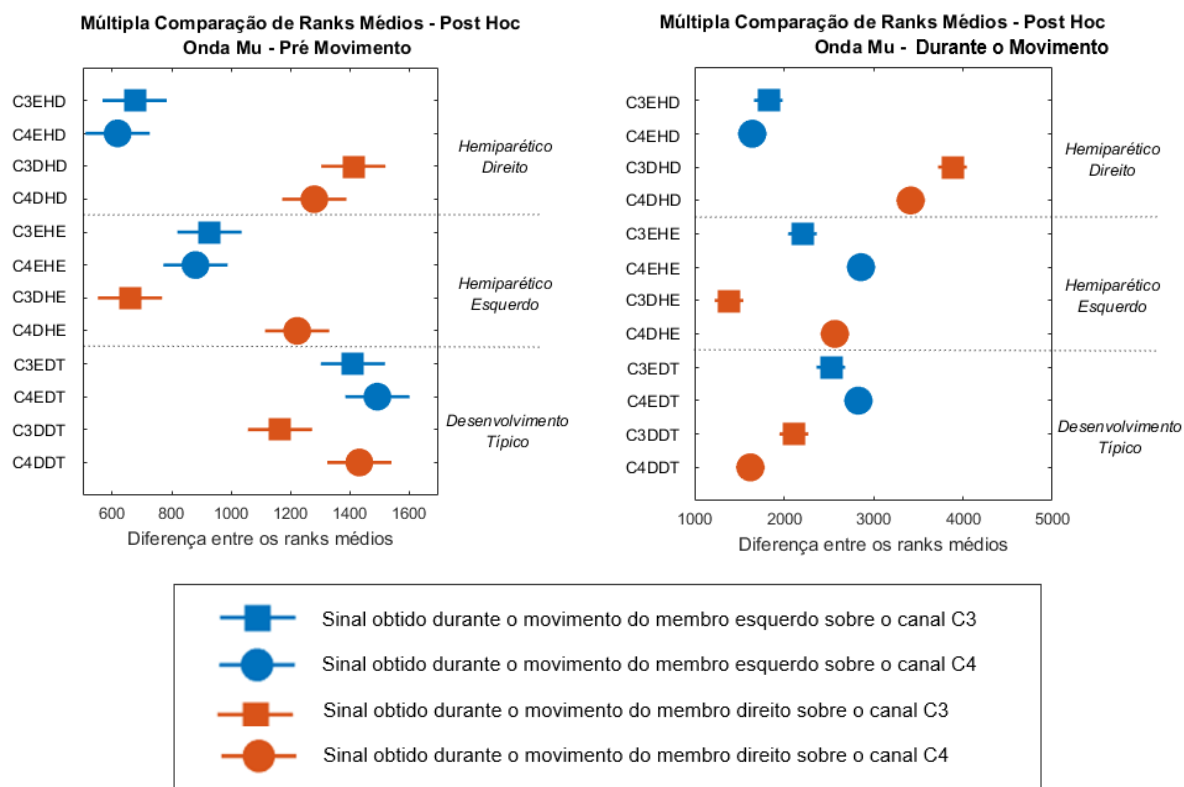 Múltipla Comparação de Ranks Médios - Post Hoc
Onda Mu - Pré Movimento
C3EHD
C4EHD
C3DHD
C4DHD
C3EHE
C4EHE
C3DHE
C4DHE
C3EDT
C4EDT
C3DDT
C4DDT
Hemiparético
Direito
Hemiparético
Esquerdo
Desenvolvimento
Típico
600 800 1000 1200 1400 1600
Diferença entre os ranks médios
Múltipla Comparação de Ranks Médios - Post Hoc
Onda Mu - Durante o Movimento
C3EHD
C4EHD
C3DHD
C4DHD
C3EHE
C4EHE
C3DHE
C4DHE
C3EDT
C4EDT
C3DDT
C4DDT
Hemiparético
Direito
Hemiparético
Esquerdo
Desenvolvimento
Típico
1000 2000 3000 4000 5000
Diferença entre os ranks médios
Sinal obtido durante o movimento do membro esquerdo sobre o canal C3
Sinal obtido durante o movimento do membro esquerdo sobre o canal C4
Sinal obtido durante o movimento do membro direito sobre o canal C3
Sinal obtido durante o movimento do membro direito sobre o canal C4